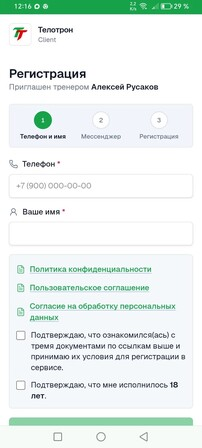 12:16
2.2
K/s
29 %
Телотрон
Client
Регистрация
Приглашен тренером Алексей Русаков
1
2
3
Телефон и имя
Мессенджер
Регистрация
Телефон *
+7 (900) 000-00-00
Ваше имя *
Политика конфиденциальности
Пользовательское соглашение
Согласие на обработку персональных
данных
Подтверждаю, что ознакомился(ась) с
тремя документами по ссылкам выше и
принимаю их условия для регистрации в
сервисе.
Подтверждаю, что мне исполнилось 18
лет.